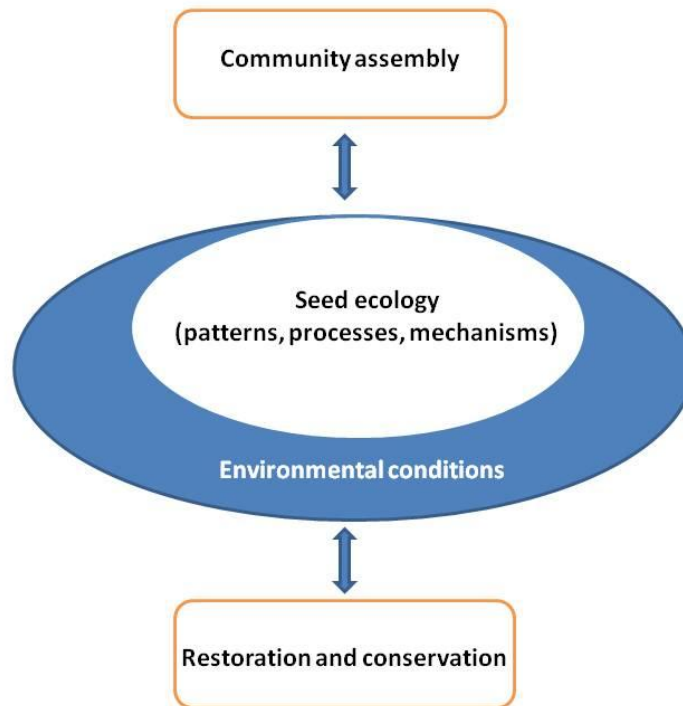 Community assembly
Seed ecology
(patterns, processes, mechanisms)
Environmental conditions
Restoration and conservation